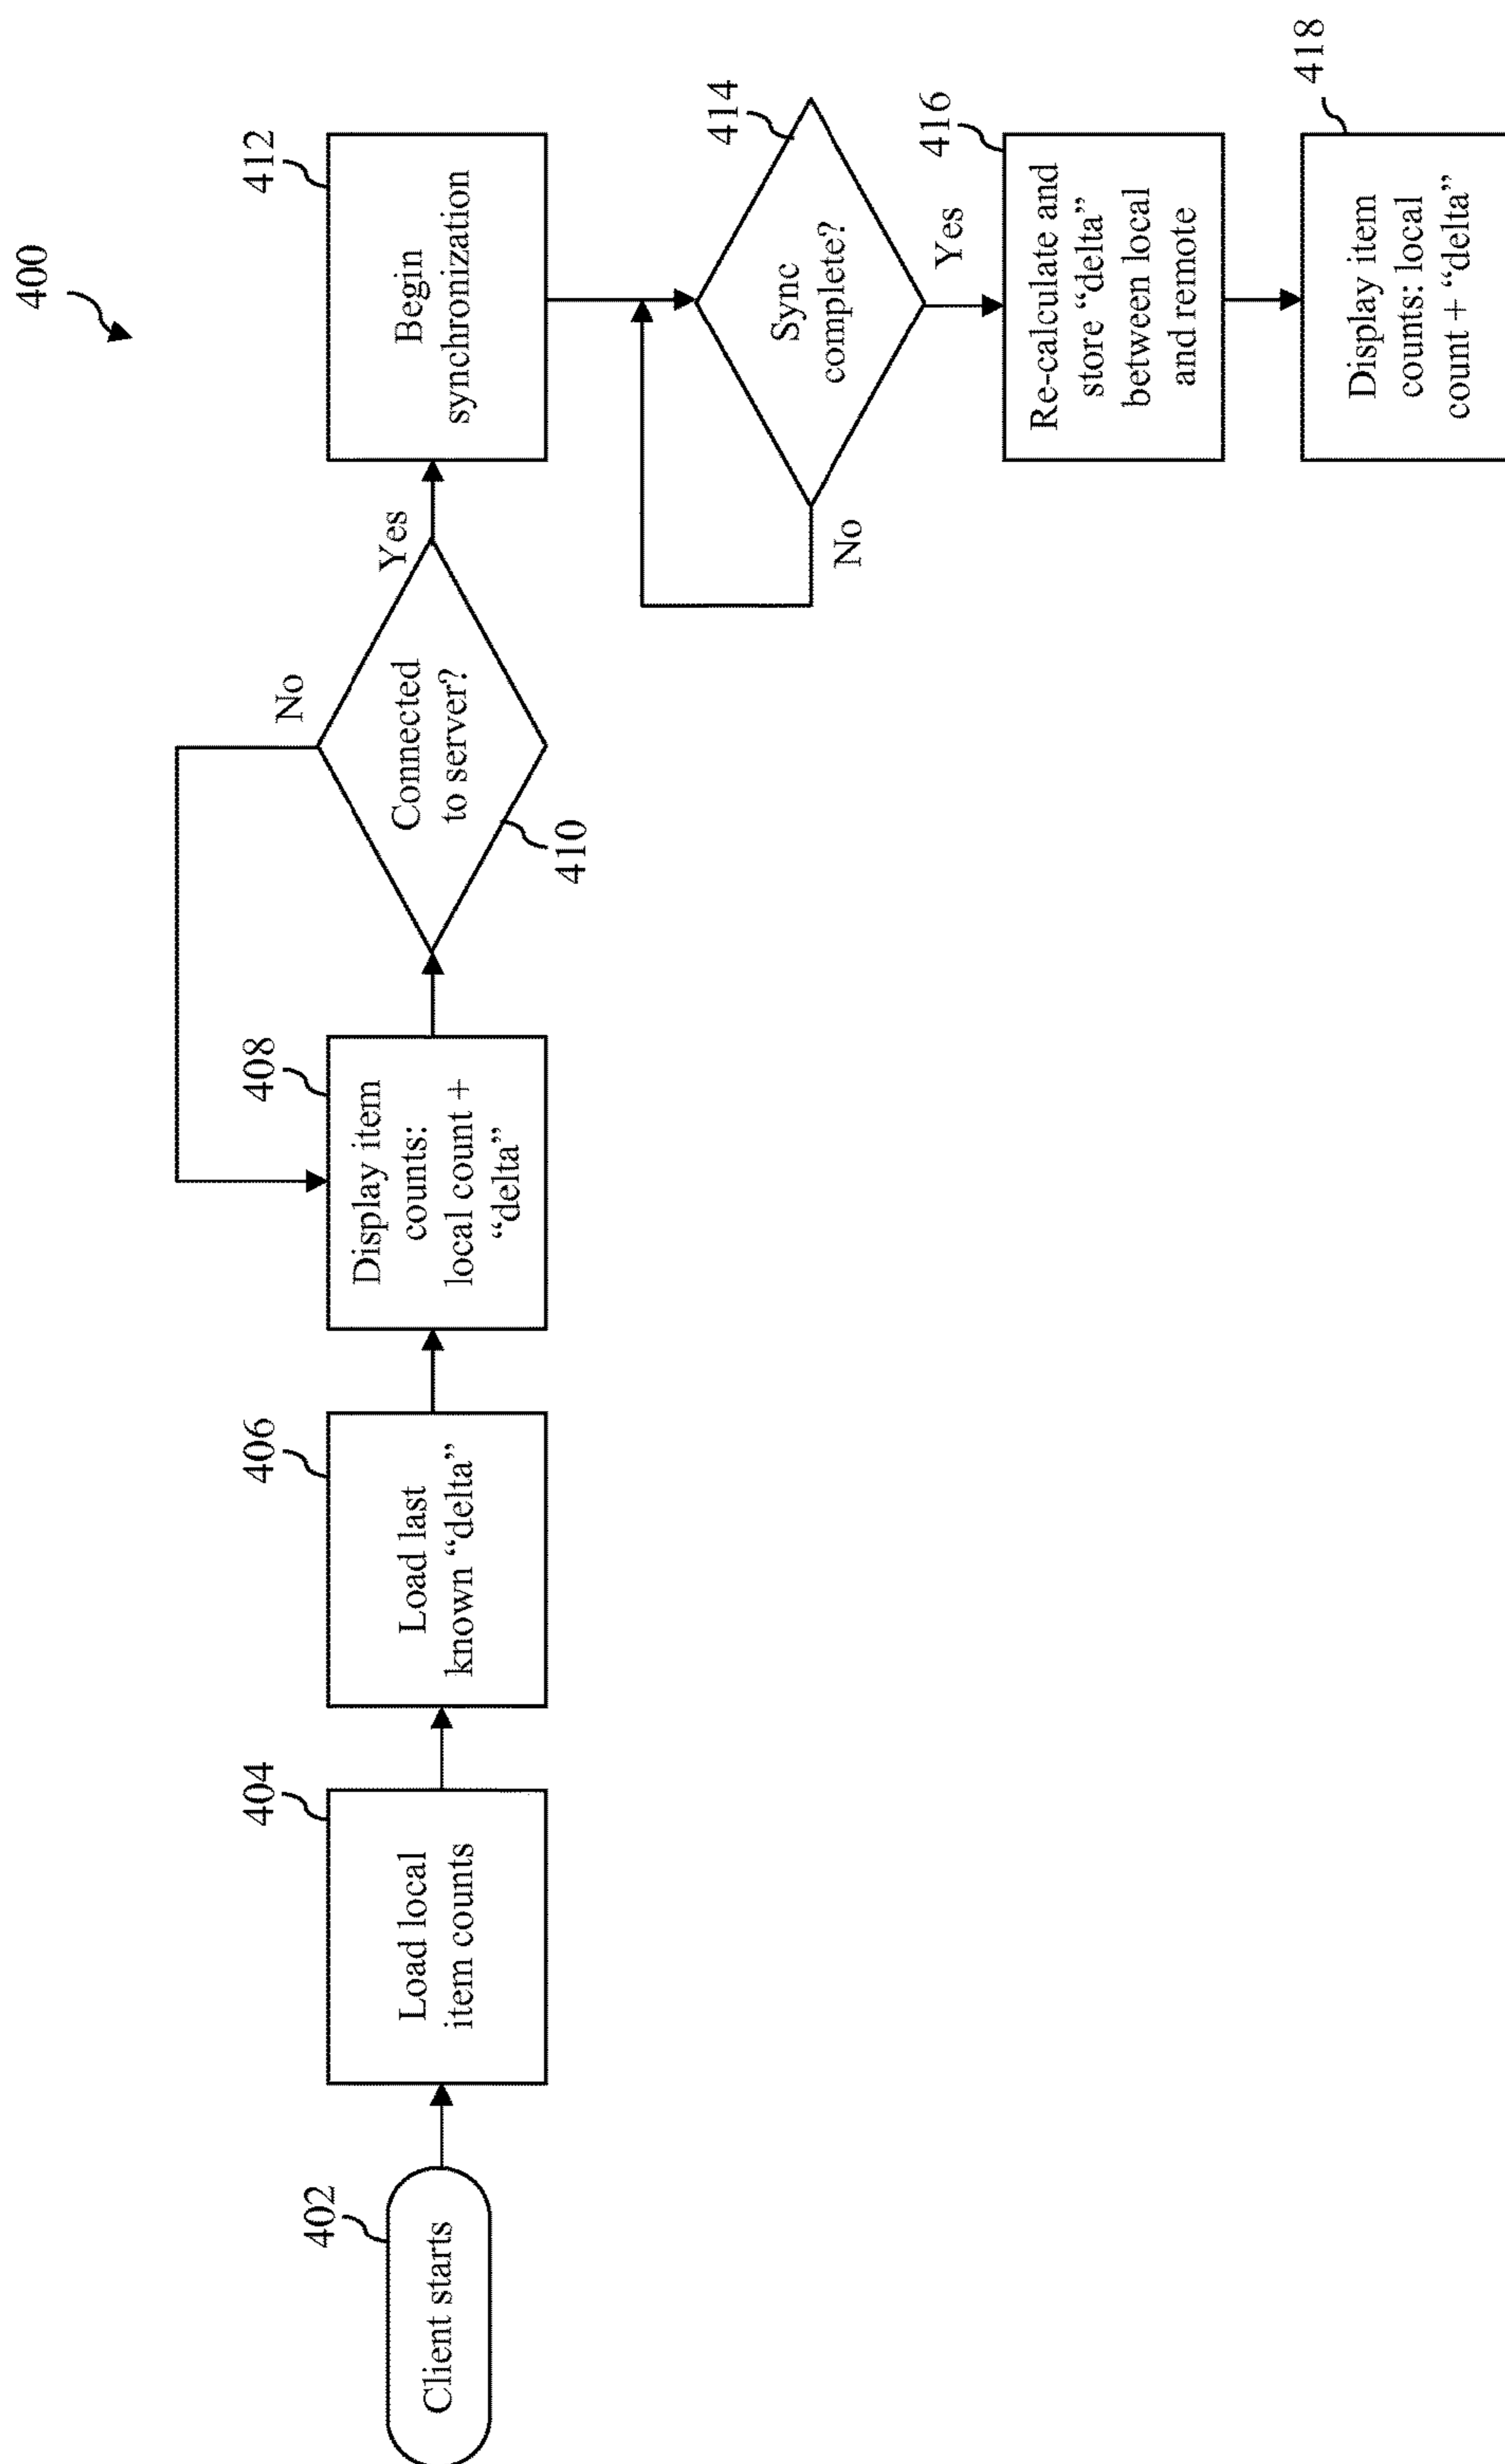 400
402
Client starts
404
Load local
item counts
406
Load last
known “delta”
408
Display item
counts:
local count +
“delta”
No
Connected
to server?
410
Yes
412
Begin
synchronization
414
Sync
complete?
No
Yes
416
Re-calculate and
store “delta”
between local
and remote
418
Display item
counts: local
count + “delta”